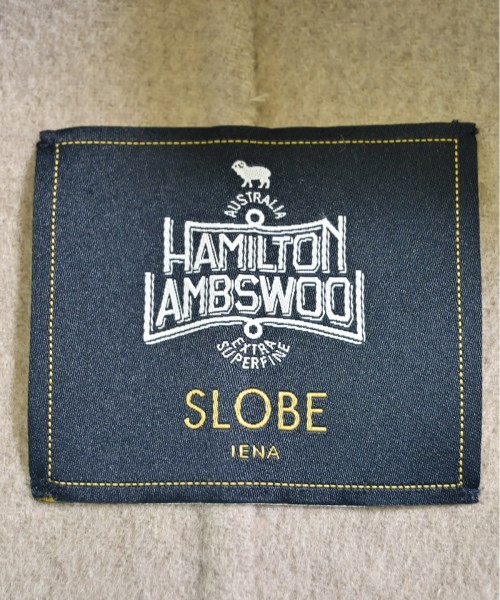 AUSTRALIA
HAMILTON
LAMBSWOOL
EXTRA
SUPERFINE
SLOBE
IENA